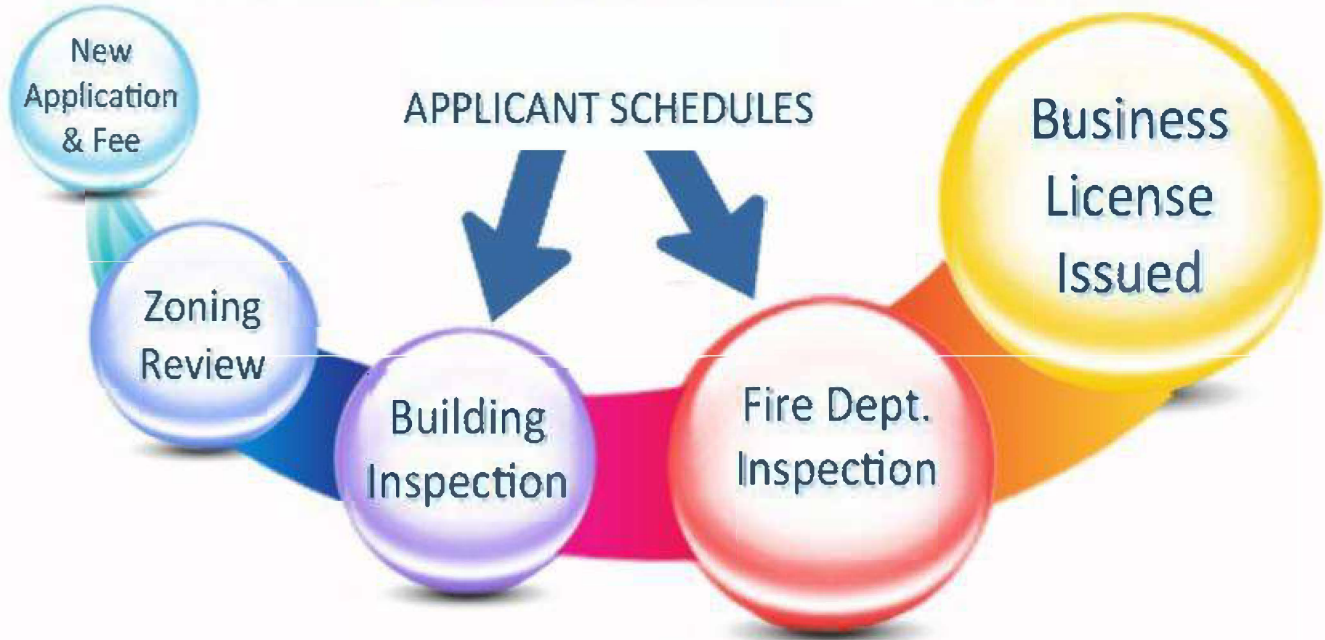 New
Application
& Fee
APPLICANT SCHEDULES
Business
License
Issued
Zoning
Review
Building
Inspection
Fire Dept.
Inspection